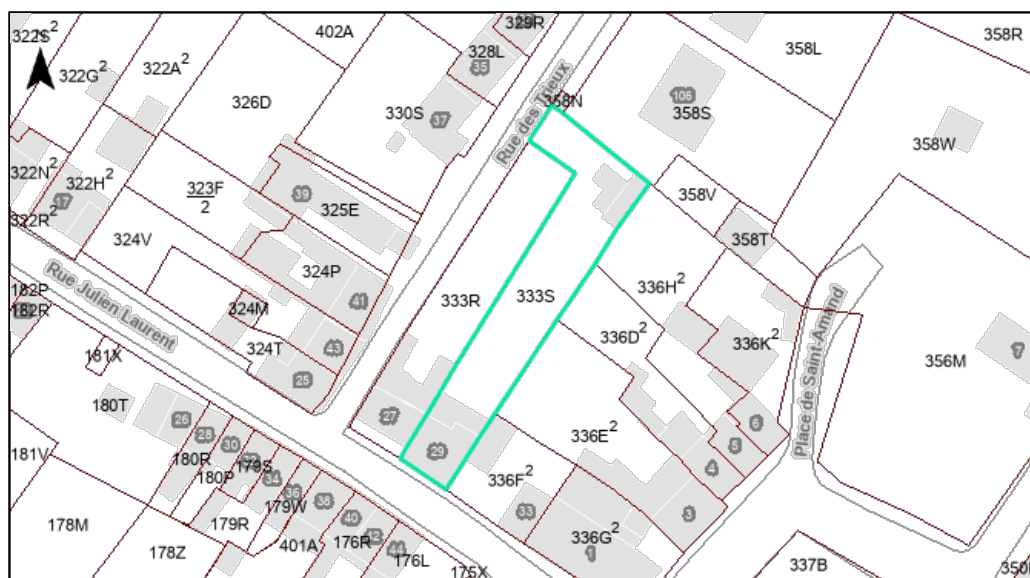 322S²
N
402A
329R
358R
322G²
322A²
328L
35
358L
326D
330S
37
Rue des Trieux
358N
106
358S
358W
322N²
322H²
17
323F
2
39
325E
358V
322R²
324V
358T
324P
336H²
Rue Julien Laurent
182P
182R
324M
41
333R
333S
336D²
336K²
Place de Saint-Amand
356M
7
181X
324T
43
25
180T
26
27
29
6
5
4
28
30
336E²
181V
180R
180P
179S
34
36
179W
38
336F²
33
3
178M
179R
401A
40
42
176R
44
176L
336G²
1
178Z
175X
337B